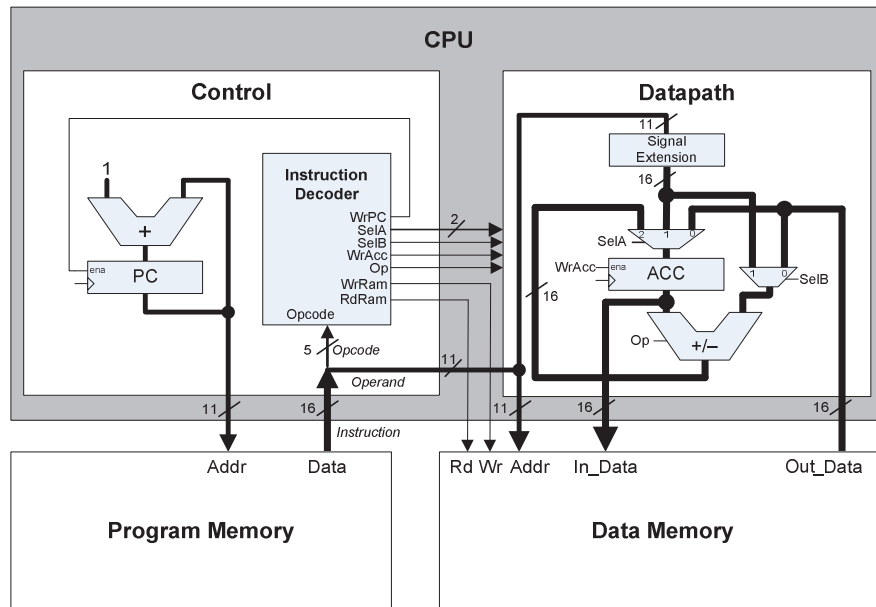 CPU
Control
Datapath
1
+
ena
PC
Instruction
Decoder
WrPC
SelA
SelB
WrAcc
Op
WrRam
RdRam
Opcode
2
5
Opcode
11
Operand
11
16
Instruction
11
Signal
Extension
16
2 1 0
SelA
WrAcc
ena
ACC
1 0
SelB
16
Op
+/−
11
16
16
Addr
Data
Rd Wr Addr
In_Data
Out_Data
Program Memory
Data Memory